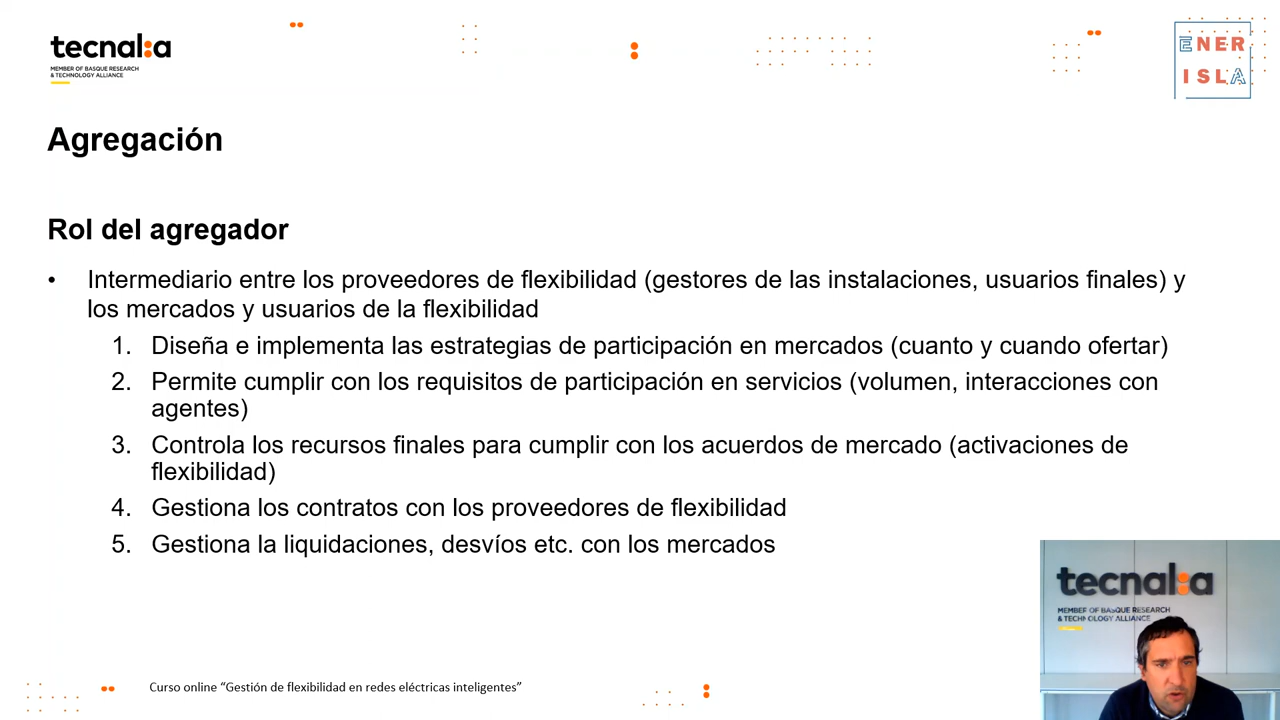 tecnalia
MEMBER OF BASQUE RESEARCH
& TECHNOLOGY ALLIANCE
ENER
ISLA
Agregación
Rol del agregador
• Intermediario entre los proveedores de flexibilidad (gestores de las instalaciones, usuarios finales) y
los mercados y usuarios de la flexibilidad
1. Diseña e implementa las estrategias de participación en mercados (cuanto y cuando ofertar)
2. Permite cumplir con los requisitos de participación en servicios (volumen, interacciones con
agentes)
3. Controla los recursos finales para cumplir con los acuerdos de mercado (activaciones de
flexibilidad)
4. Gestiona los contratos con los proveedores de flexibilidad
5. Gestiona la liquidaciones, desvíos etc. con los mercados
tecnalia
MEMBER OF BASQUE RESEARCH
& TECHNOLOGY ALLIANCE
Curso online “Gestión de flexibilidad en redes eléctricas inteligentes”